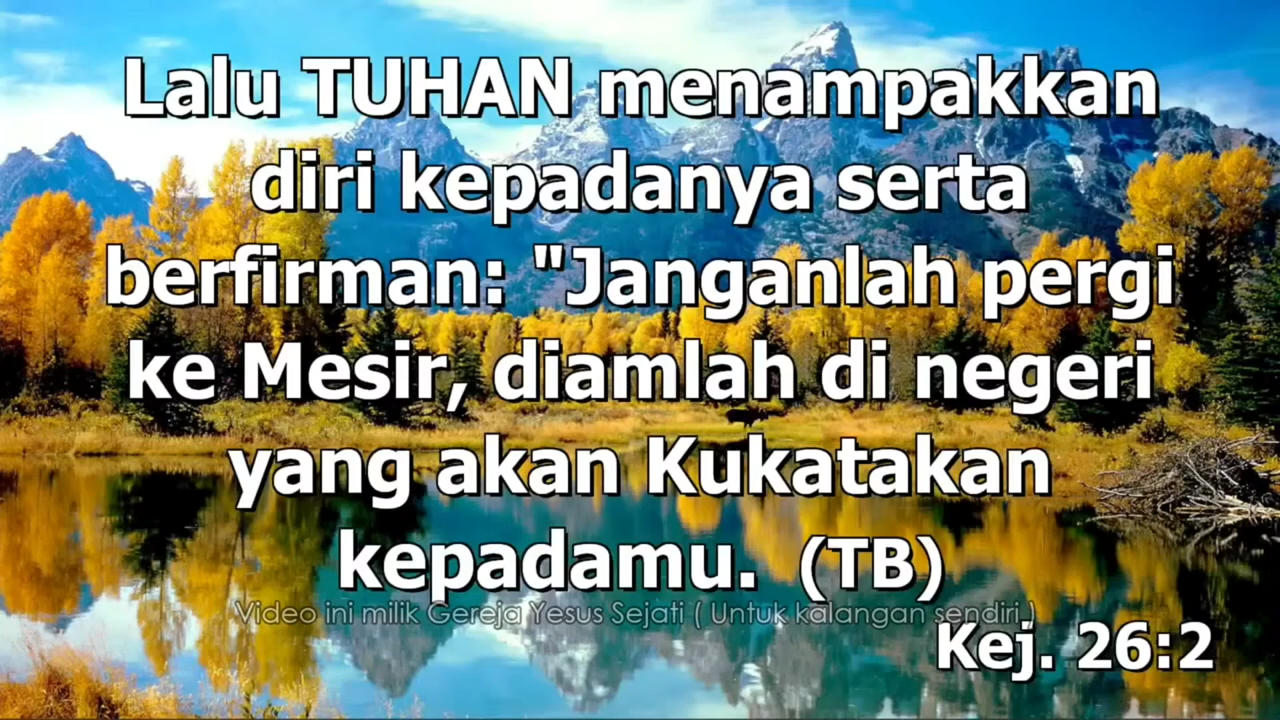 Lalu TUHAN menampakkan
diri kepadanya serta
berfirman: "Janganlah pergi
ke Mesir, diamlah di negeri
yang akan Kukatakan
kepadamu. (TB)
Video ini milik Gereja Yesus Sejati ( Untuk kalangan sendiri )
Kej. 26:2